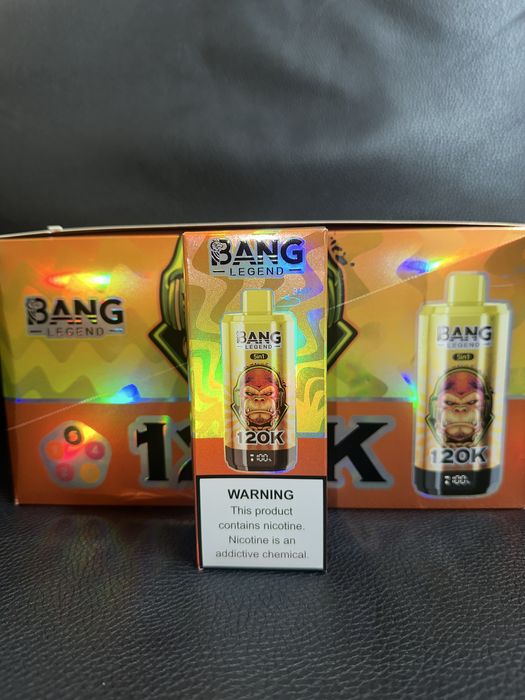 BANG
LEGEND
BANG
LEGEND
5in1
120K
100%
WARNING
This product
contains nicotine.
Nicotine is an
addictive chemical.
BANG
LEGEND
BANG
LEGEND
5in1
120K
100%